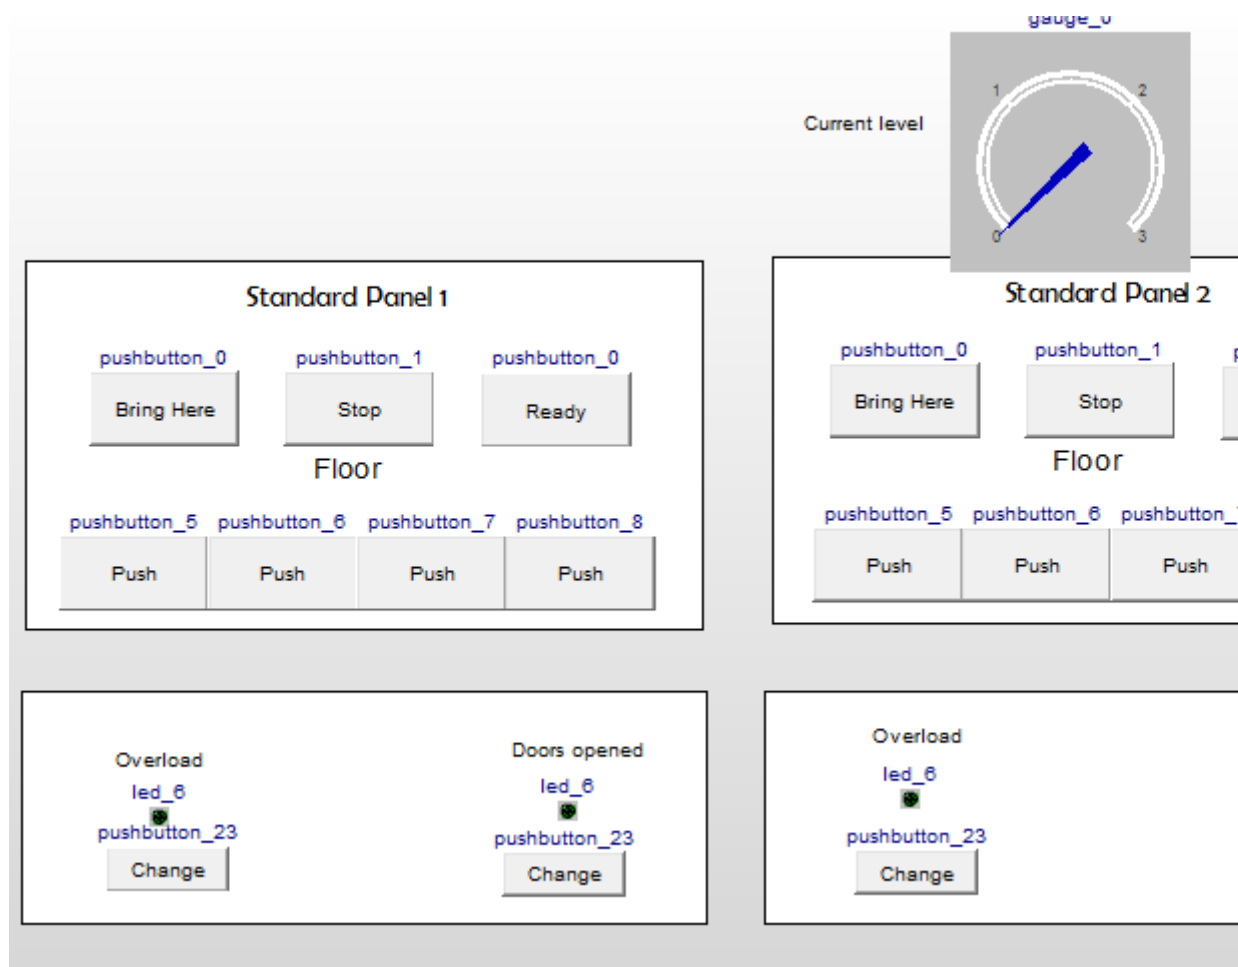 gauge_0
1 2
Current level
0 3
Standard Panel 1
pushbutton_0 pushbutton_1 pushbutton_0
Bring Here Stop Ready
Floor
pushbutton_5 pushbutton_6 pushbutton_7 pushbutton_8
Push Push Push Push
Standard Panel 2
pushbutton_0 pushbutton_1
Bring Here Stop
Floor
pushbutton_5 pushbutton_6 pushbutton_
Push Push Push
Overload Doors opened
led_6 led_6
pushbutton_23 pushbutton_23
Change Change
Overload
led_6
pushbutton_23
Change